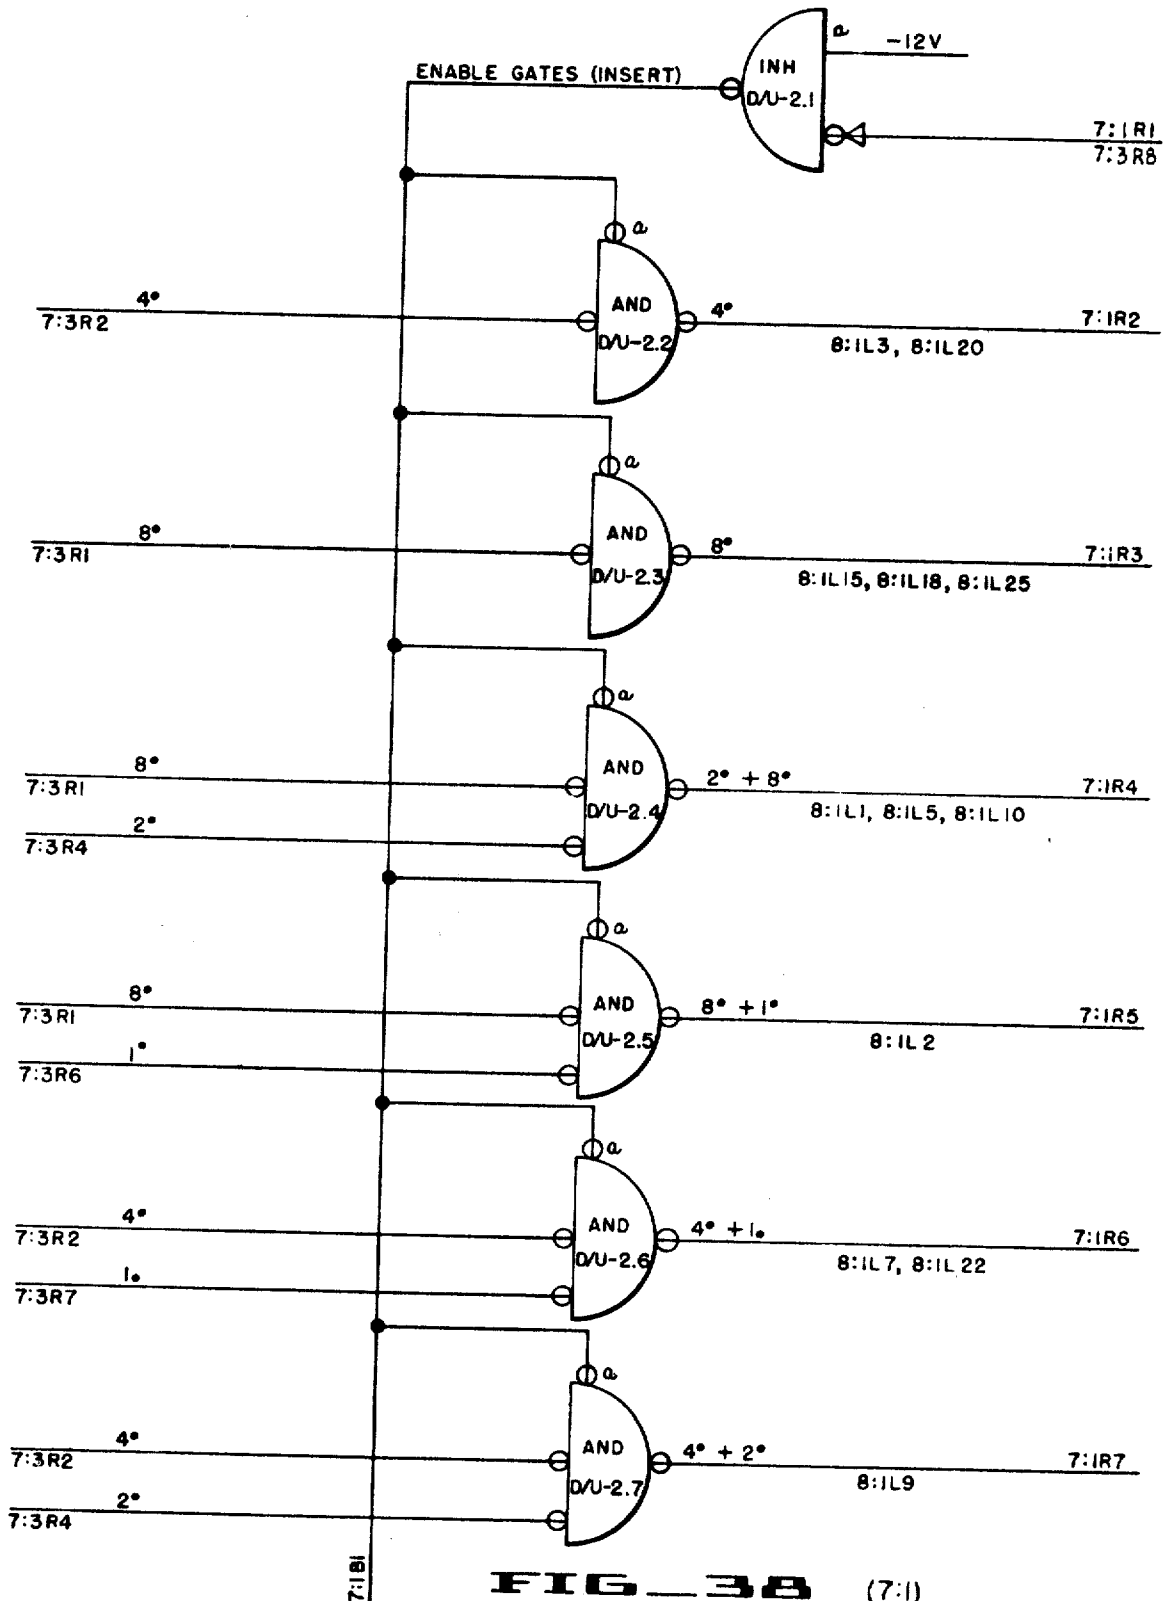 a
-12V
ENABLE GATES (INSERT)
INH
D/U-2.1
7:1R1
7:3R8
a
4•
7:3R2
AND
D/U-2.2
4•
7:1R2
8:1L3, 8:1L20
a
8•
7:3R1
AND
D/U-2.3
8•
7:1R3
8:1L15, 8:1L18, 8:1L25
a
8•
7:3R1
2•
7:3R4
AND
D/U-2.4
2• + 8•
7:1R4
8:1L1, 8:1L5, 8:1L10
a
8•
7:3R1
1•
7:3R6
AND
D/U-2.5
8• + 1•
7:1R5
8:1L2
a
4•
7:3R2
1.
7:3R7
AND
D/U-2.6
4• + 1.
7:1R6
8:1L7, 8:1L22
a
4•
7:3R2
2•
7:3R4
AND
D/U-2.7
4• + 2•
7:1R7
8:1L9
7:1B1
FIG_38 (7:1)